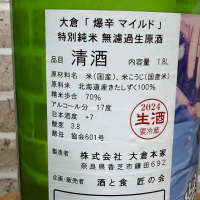 大倉「爆辛マイルド」
特別純米 無濾過生原酒
品目 清酒 1.8L
原材料名 米(国産)、米こうじ(国産米)
原料米 北海道産きたしずく100%
精米歩合 70%
アルコール分 17度
日本酒度 +7
酸度 3.8
酵母 協会601号
2024
生酒
要冷蔵
製造者 株式会社 大倉本家
奈良県香芝市鎌田692
企画・販売者 酒と食 匠の会